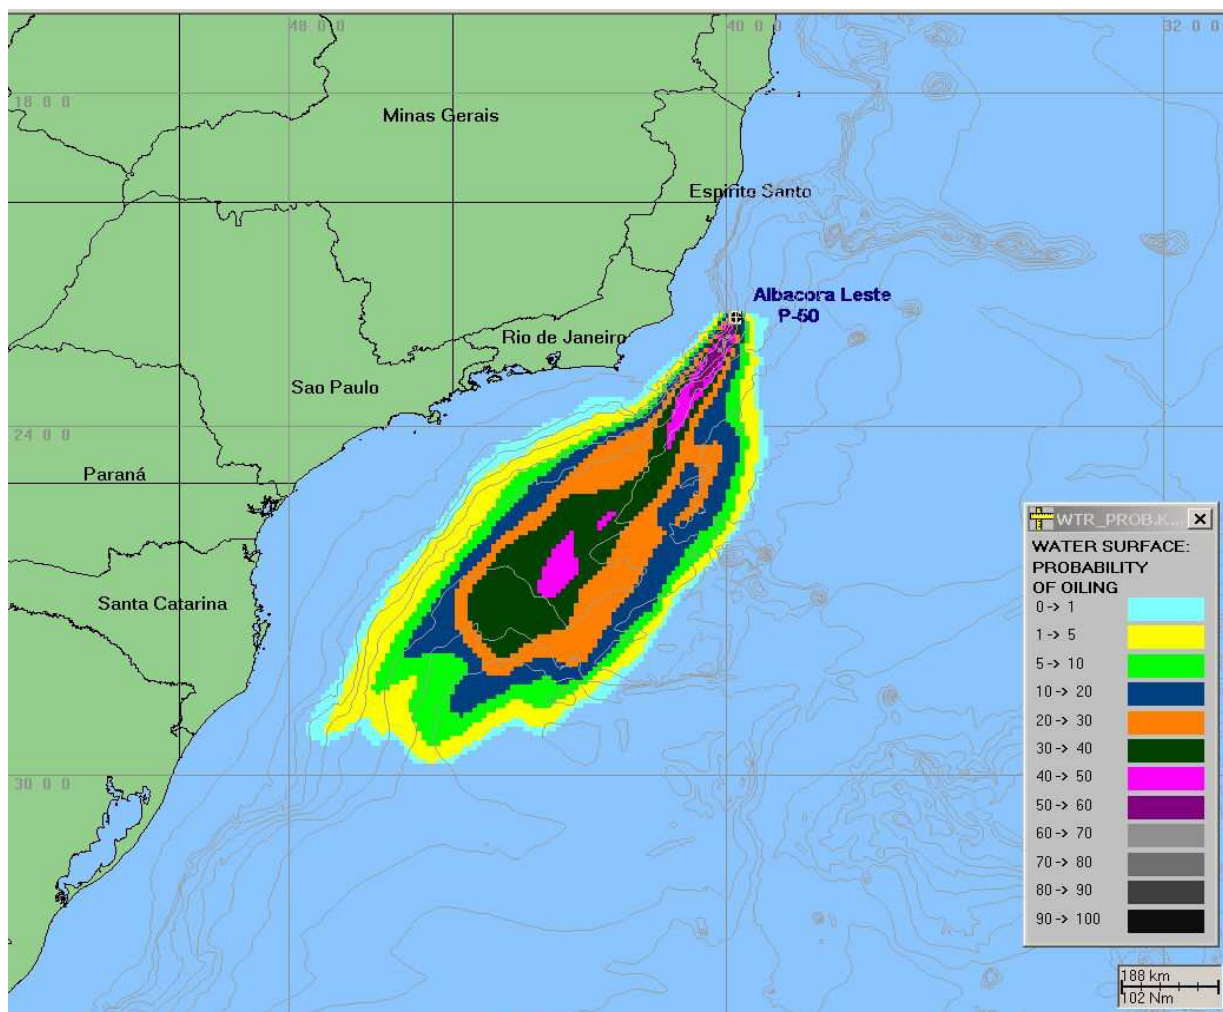 48 0 0
40 0 0
32 0 0
18 0 0
Minas Gerais
Espírito Santo
Albacora Leste
P-50
Rio de Janeiro
Sao Paulo
24 0 0
Paraná
Santa Catarina
30 0 0
WTR_PROB.K...
WATER SURFACE:
PROBABILITY
OF OILING
0 -> 1
1 -> 5
5 -> 10
10 -> 20
20 -> 30
30 -> 40
40 -> 50
50 -> 60
60 -> 70
70 -> 80
80 -> 90
90 -> 100
188 km
102 Nm